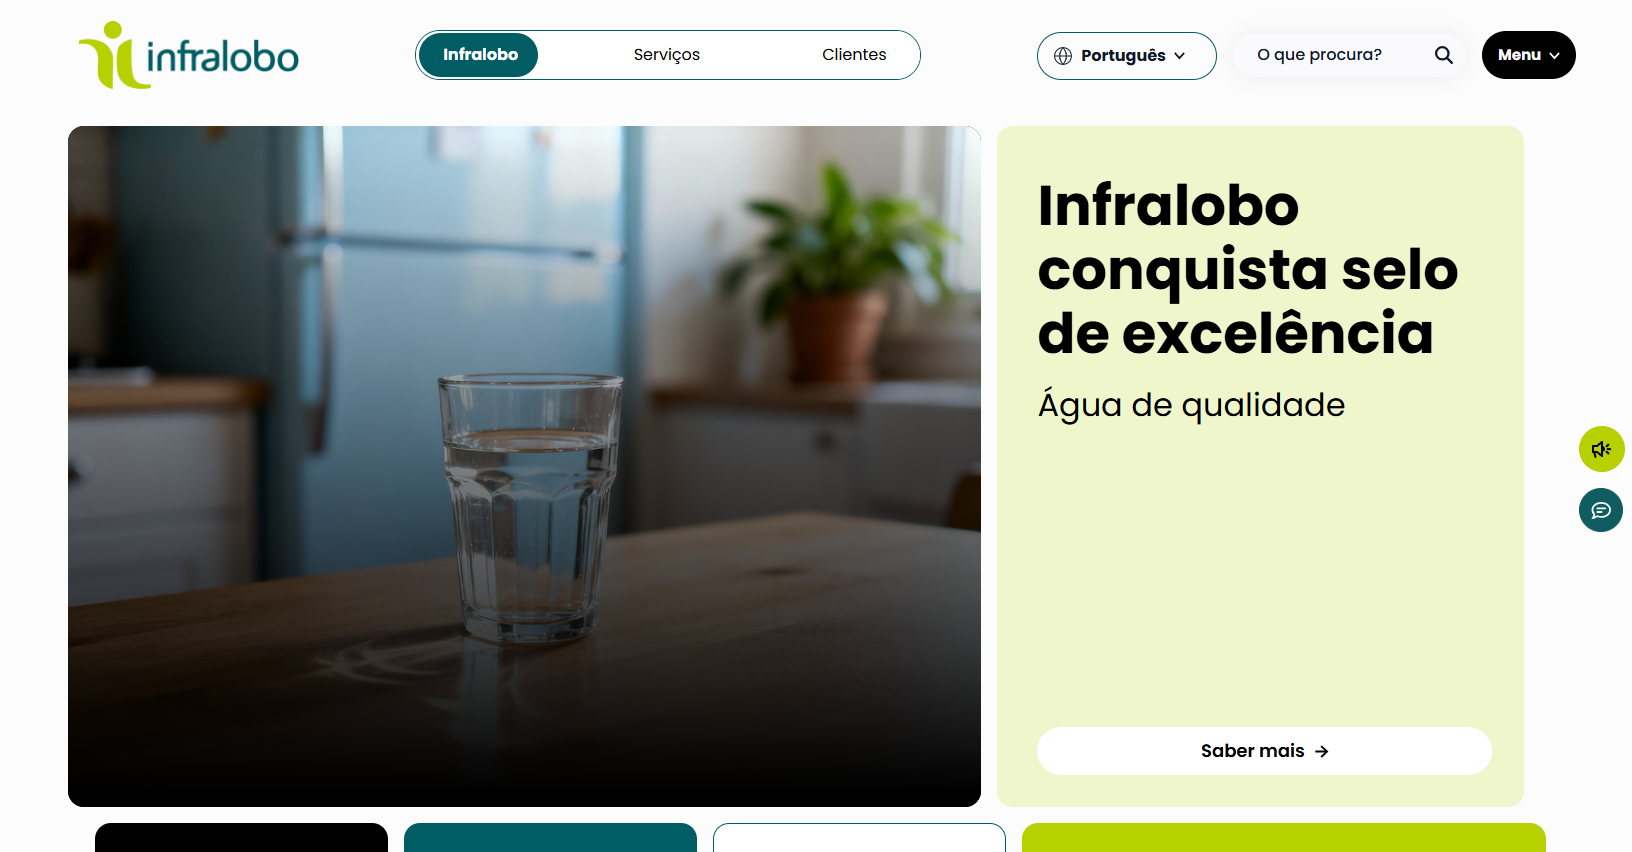 infralobo
Infralobo
Serviços
Clientes
Português
O que procura?
Menu
Infralobo
conquista selo
de excelência
Água de qualidade
Saber mais